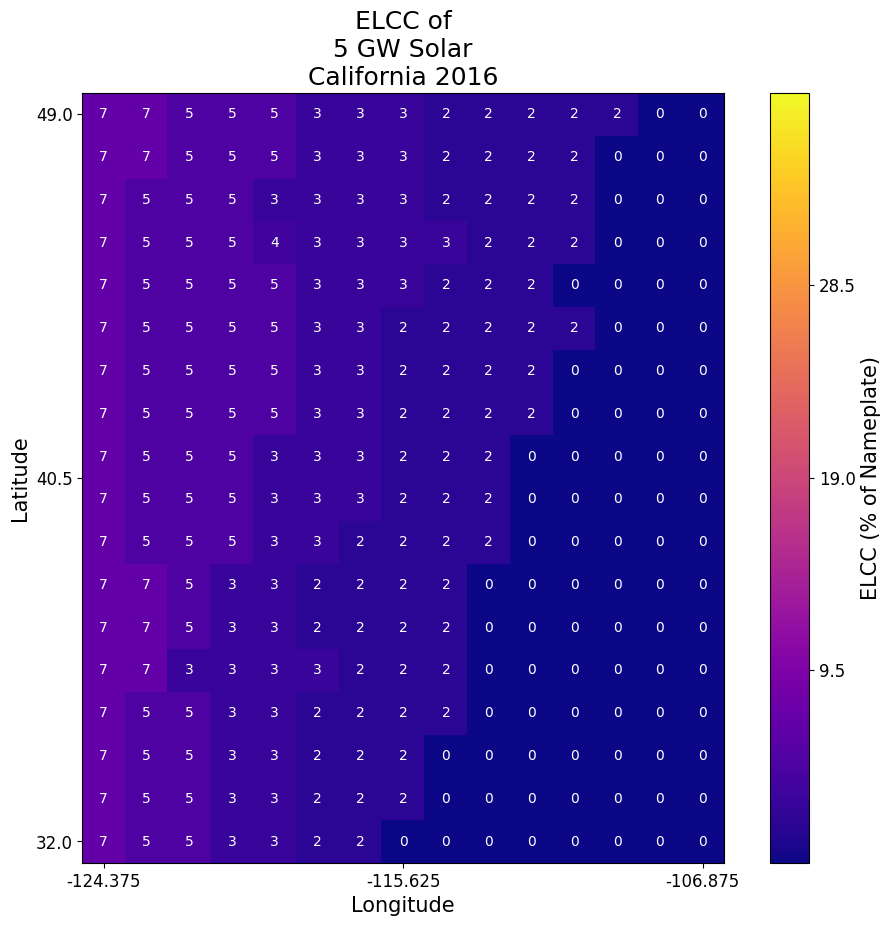 ELCC of
5 GW Solar
California 2016
49.0
7 7 5 5 5 3 3 3 2 2 2 2 2 0 0
7 7 5 5 5 3 3 3 2 2 2 2 0 0 0
7 5 5 5 3 3 3 3 2 2 2 2 0 0 0
7 5 5 5 4 3 3 3 3 2 2 2 0 0 0
7 5 5 5 5 3 3 3 2 2 2 0 0 0 0
28.5
7 5 5 5 5 3 3 2 2 2 2 2 0 0 0
7 5 5 5 5 3 3 2 2 2 2 0 0 0 0
7 5 5 5 5 3 3 2 2 2 2 0 0 0 0
7 5 5 5 3 3 3 2 2 2 0 0 0 0 0
Latitude
40.5
19.0
ELCC (% of Nameplate)
7 5 5 5 3 3 3 2 2 2 0 0 0 0 0
7 5 5 5 3 3 2 2 2 2 0 0 0 0 0
7 7 5 3 3 2 2 2 2 0 0 0 0 0 0
7 7 5 3 3 2 2 2 2 0 0 0 0 0 0
7 7 3 3 3 3 2 2 2 0 0 0 0 0 0
9.5
7 5 5 3 3 2 2 2 2 0 0 0 0 0 0
7 5 5 3 3 2 2 2 0 0 0 0 0 0 0
7 5 5 3 3 2 2 2 0 0 0 0 0 0 0
32.0
7 5 5 3 3 2 2 0 0 0 0 0 0 0 0
-124.375 -115.625 -106.875
Longitude